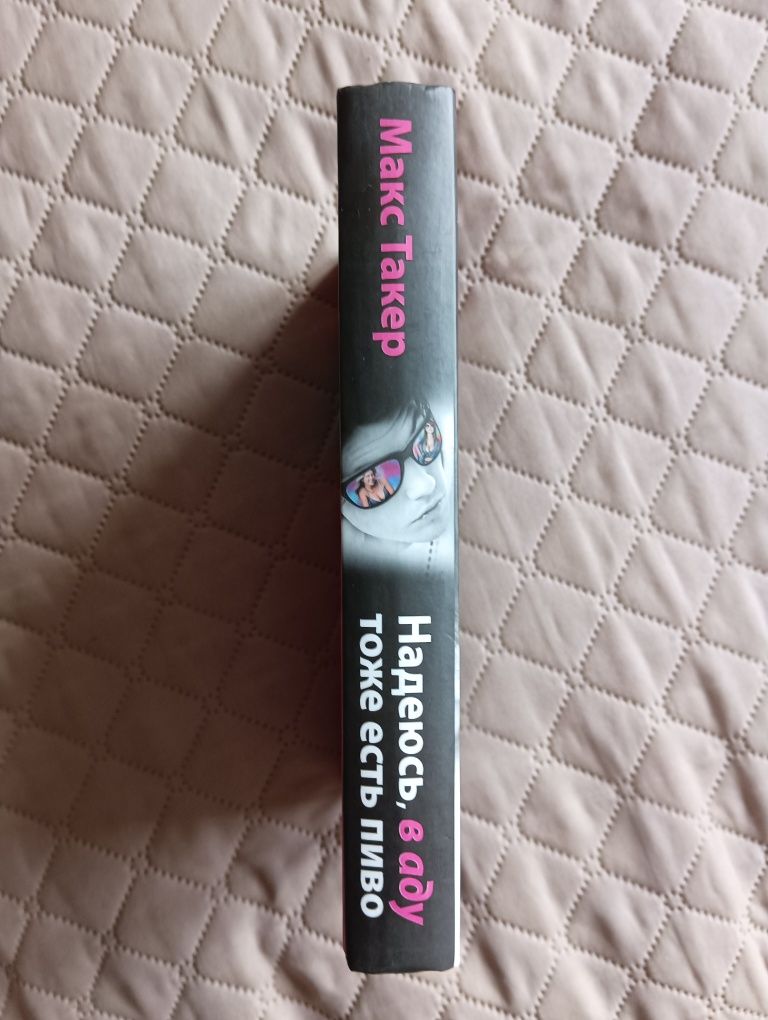 Макс Такер
Надеюсь, в аду
тоже есть пиво